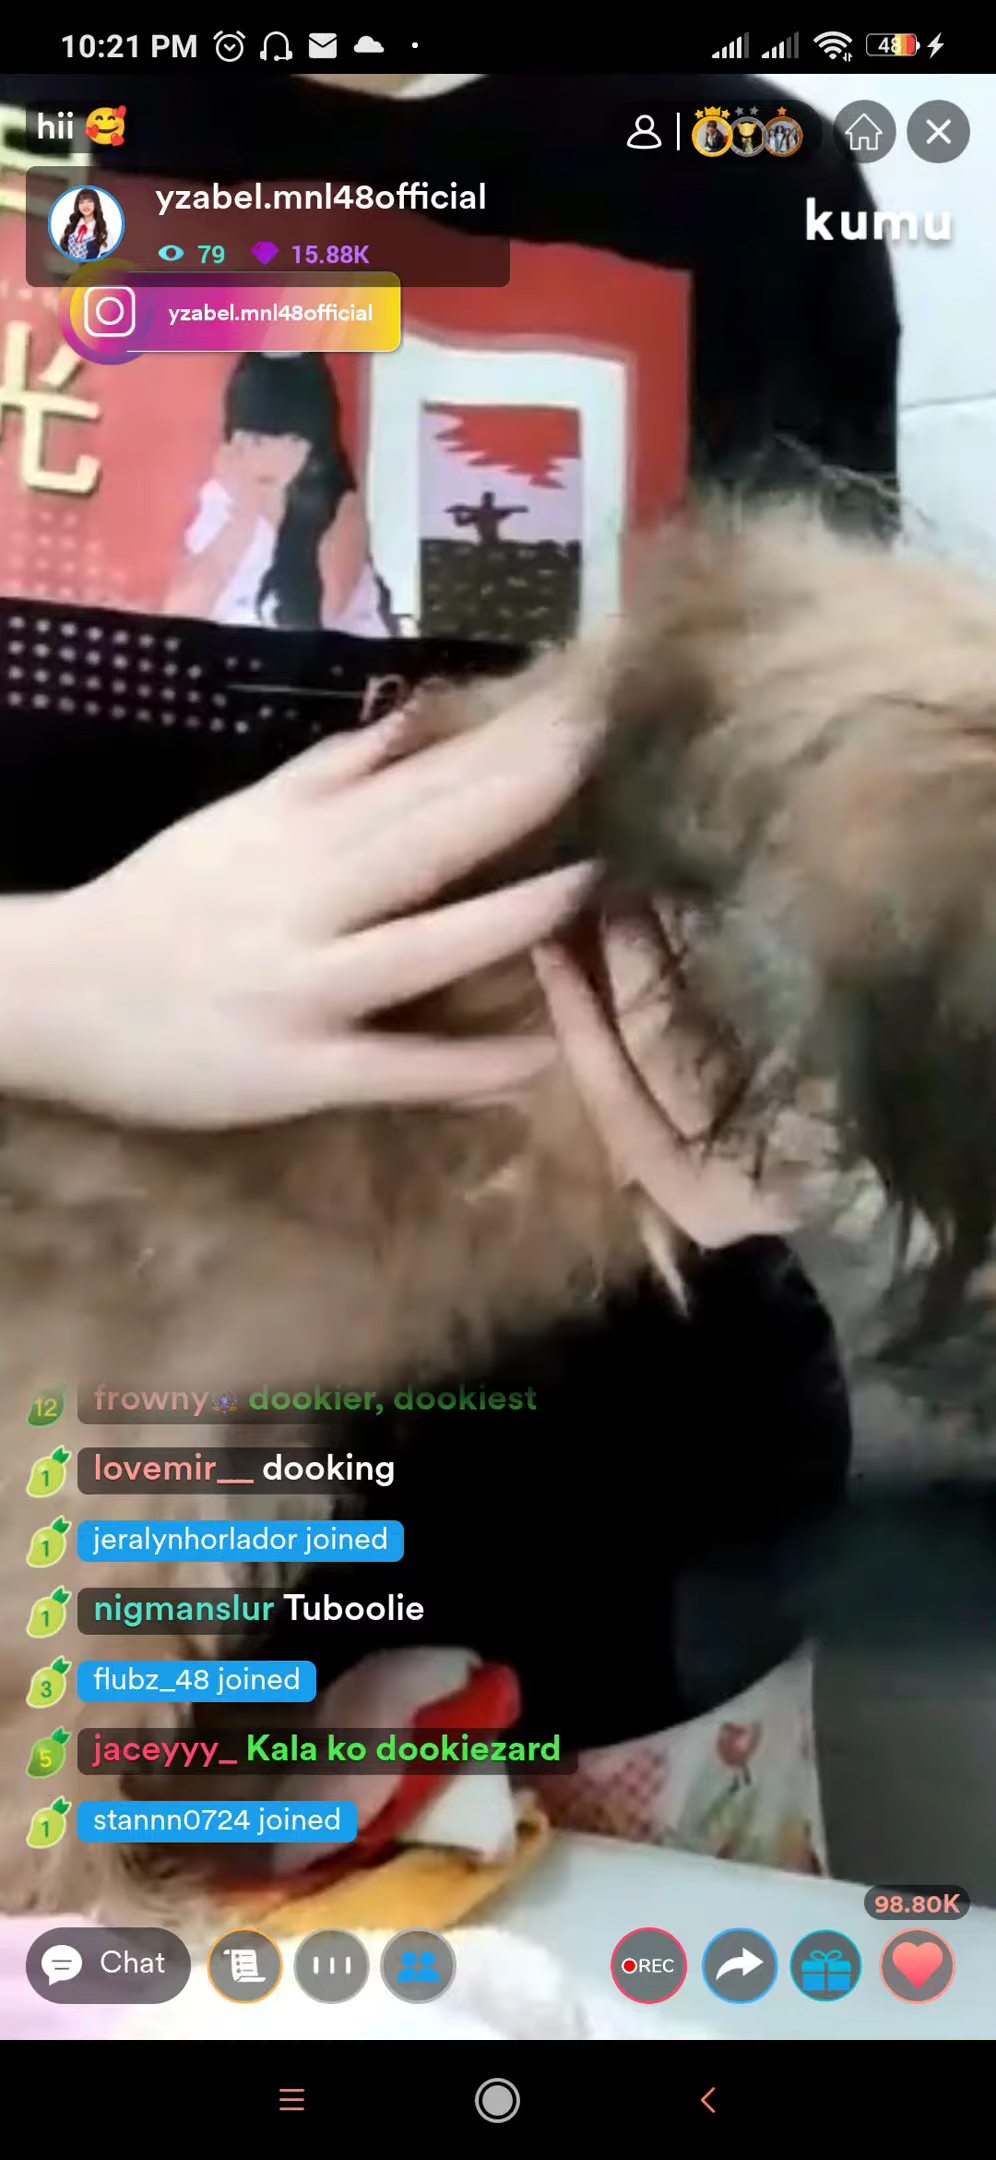 10:21 PM
48
hii 🥰
yzabel.mnl48official
kumu
79 15.88K
yzabel.mnl48official
光
12 frowny dookier, dookiest
1 lovemir__ dooking
1 jeralynhorlador joined
1 nigmanslur Tuboolie
3 flubz_48 joined
5 jaceyyy_ Kala ko dookiezard
1 stannn0724 joined
98.80K
Chat
REC